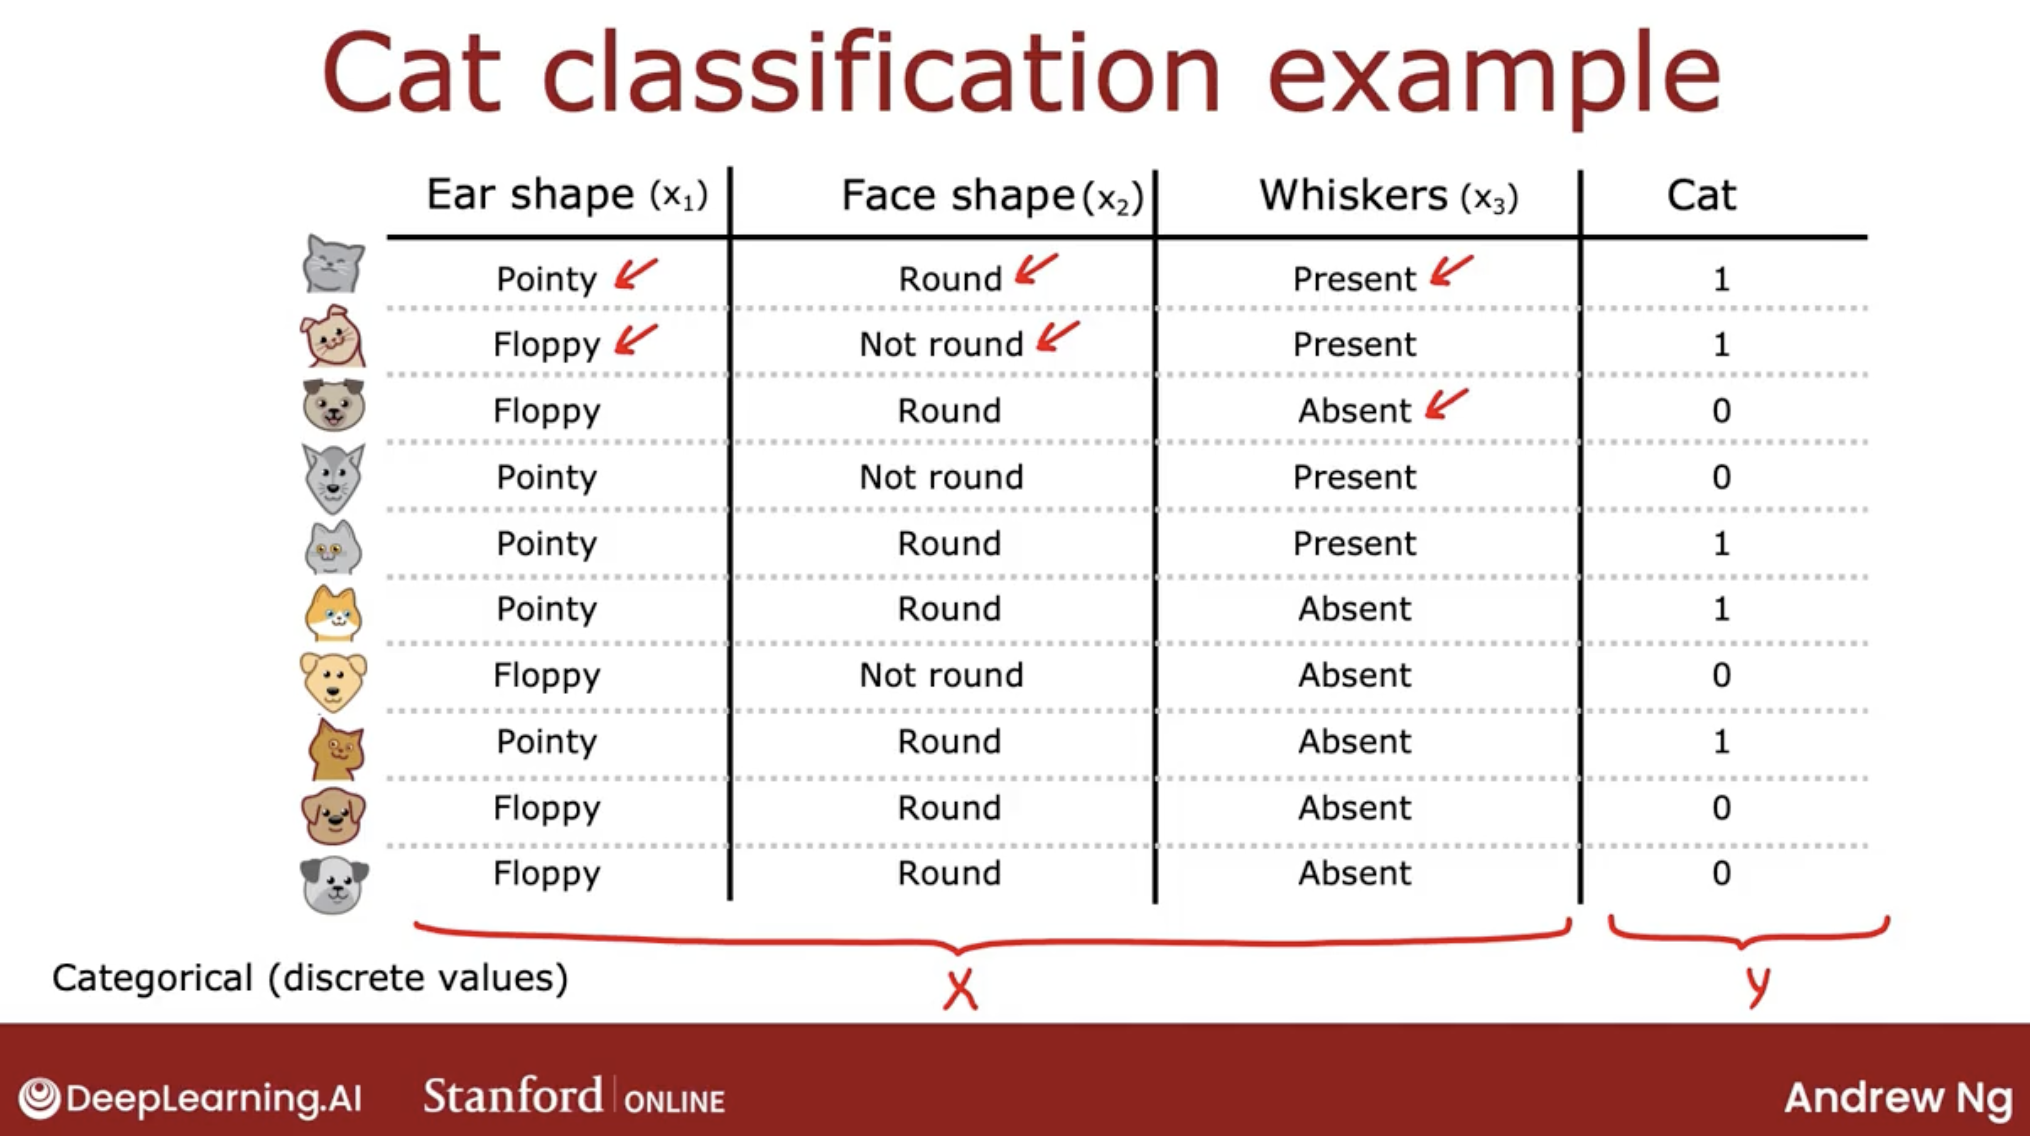 Cat classification example
Ear shape (x₁) Face shape (x₂) Whiskers (x₃) Cat
Pointy Round Present 1
Floppy Not round Present 1
Floppy Round Absent 0
Pointy Not round Present 0
Pointy Round Present 1
Pointy Round Absent 1
Floppy Not round Absent 0
Pointy Round Absent 1
Floppy Round Absent 0
Floppy Round Absent 0
Categorical (discrete values) X y
DeepLearning.AI Stanford ONLINE Andrew Ng